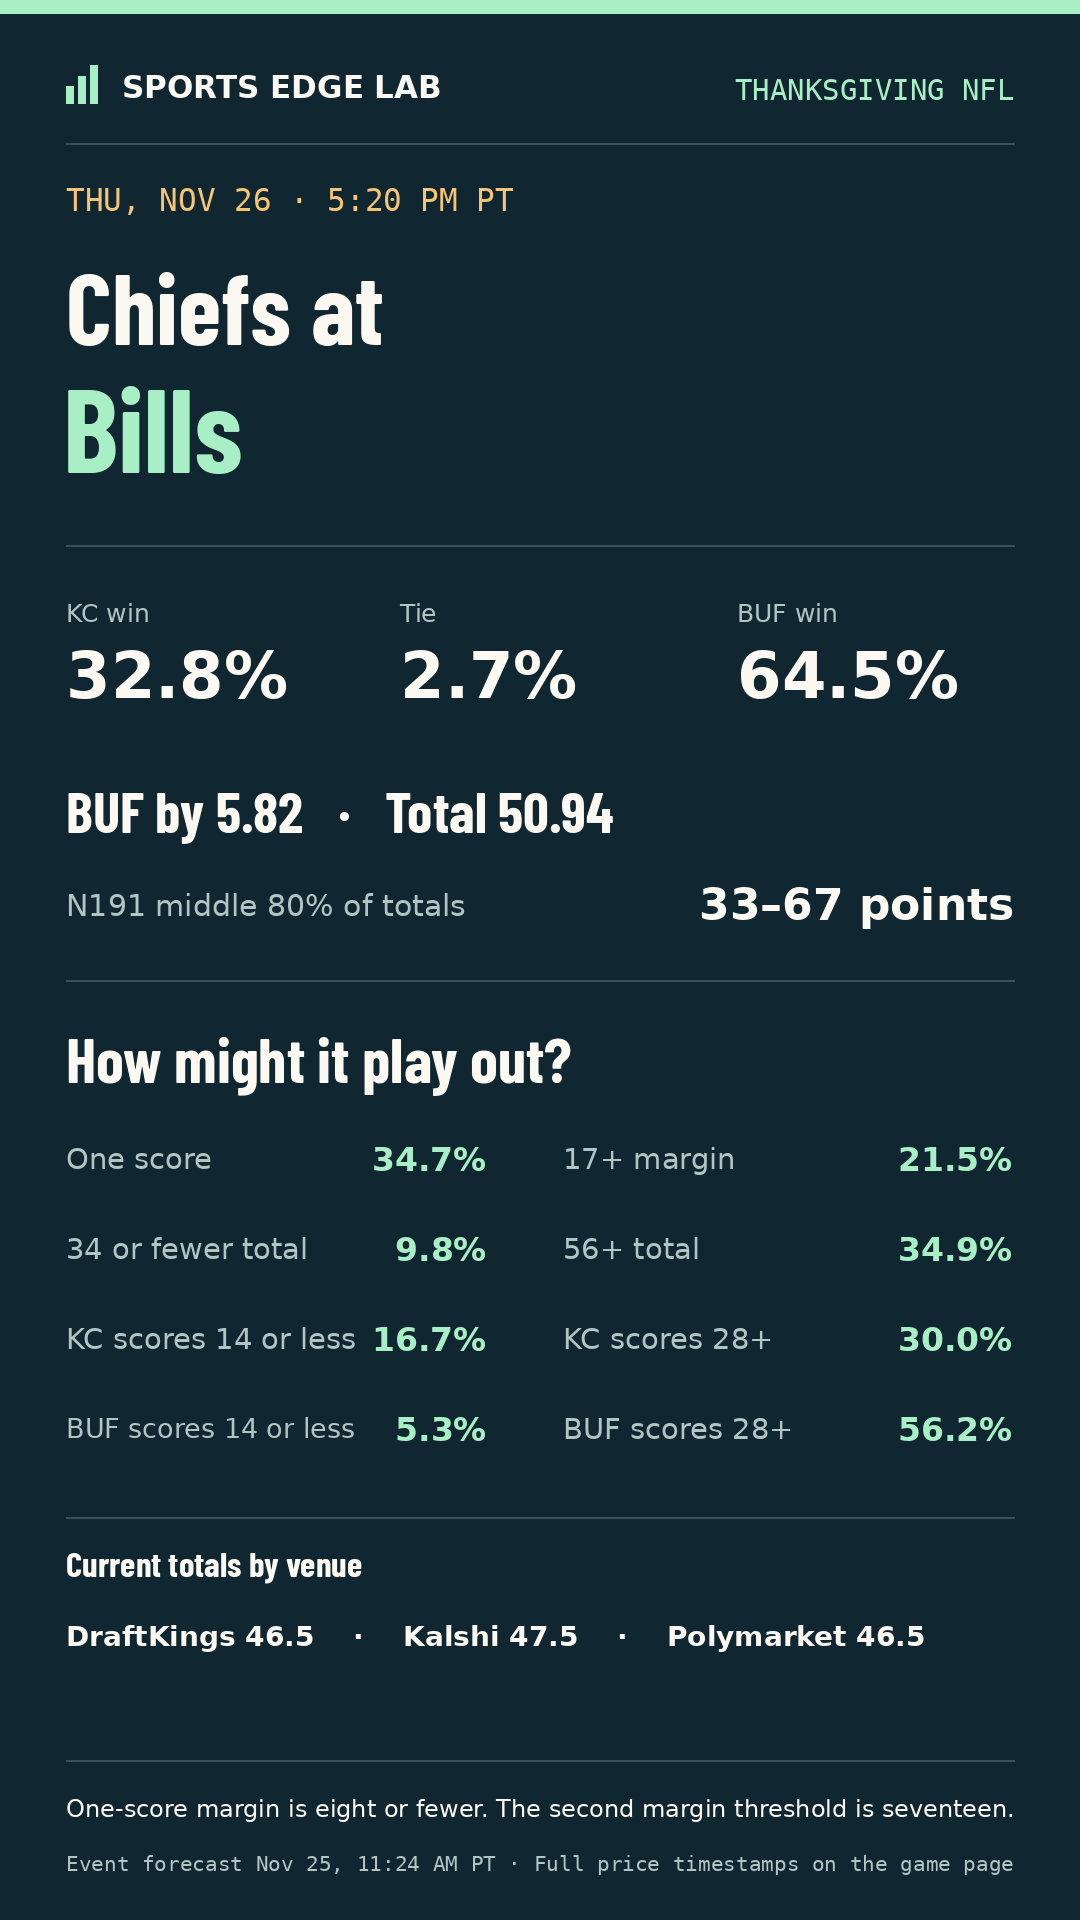 SPORTS EDGE LAB
THANKSGIVING NFL
THU, NOV 26 · 5:20 PM PT
Chiefs at
Bills
KC win
Tie
BUF win
32.8%
2.7%
64.5%
BUF by 5.82 · Total 50.94
N191 middle 80% of totals
33–67 points
How might it play out?
One score 34.7%
17+ margin 21.5%
34 or fewer total 9.8%
56+ total 34.9%
KC scores 14 or less 16.7%
KC scores 28+ 30.0%
BUF scores 14 or less 5.3%
BUF scores 28+ 56.2%
Current totals by venue
DraftKings 46.5 · Kalshi 47.5 · Polymarket 46.5
One-score margin is eight or fewer. The second margin threshold is seventeen.
Event forecast Nov 25, 11:24 AM PT · Full price timestamps on the game page